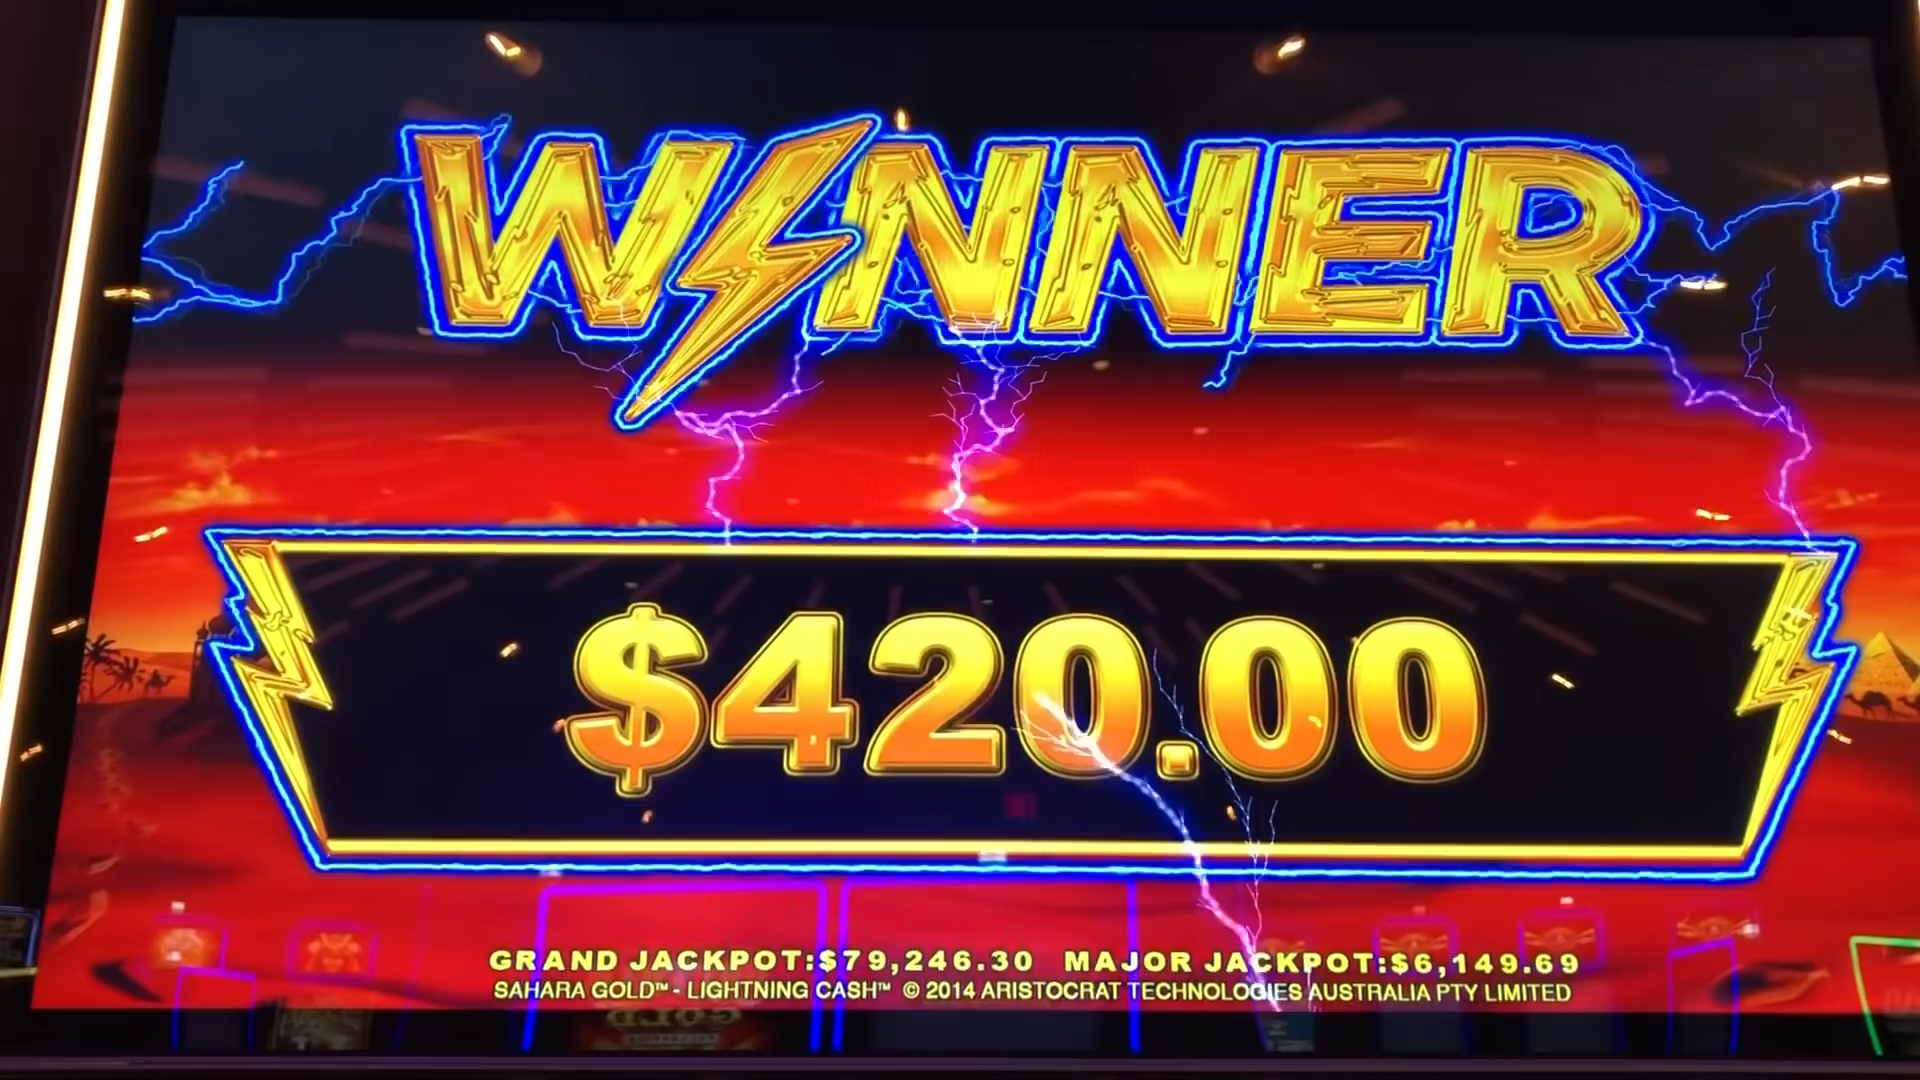 WINNER
$420.00
GRAND JACKPOT:$79,246.30 MAJOR JACKPOT:$6,149.69
SAHARA GOLD™ - LIGHTNING CASH™ © 2014 ARISTOCRAT TECHNOLOGIES AUSTRALIA PTY LIMITED